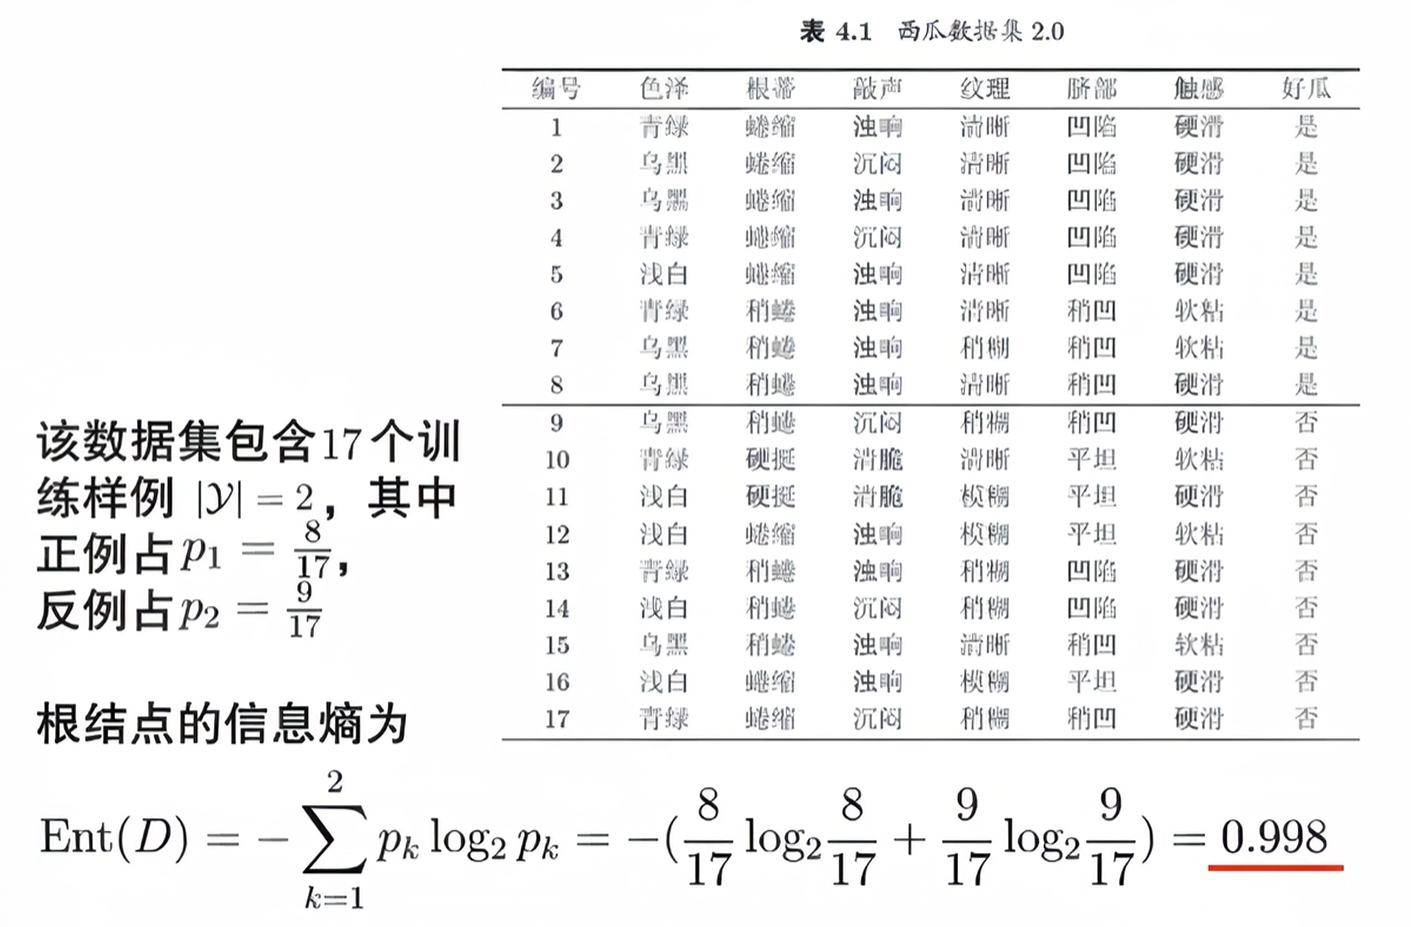 表 4.1 西瓜数据集 2.0
编号 色泽 根蒂 敲声 纹理 脐部 触感 好瓜
1 青绿 蜷缩 浊响 清晰 凹陷 硬滑 是
2 乌黑 蜷缩 沉闷 清晰 凹陷 硬滑 是
3 乌黑 蜷缩 浊响 清晰 凹陷 硬滑 是
4 青绿 蜷缩 沉闷 清晰 凹陷 硬滑 是
5 浅白 蜷缩 浊响 清晰 凹陷 硬滑 是
6 青绿 稍蜷 浊响 清晰 稍凹 软粘 是
7 乌黑 稍蜷 浊响 稍糊 稍凹 软粘 是
8 乌黑 稍蜷 浊响 清晰 稍凹 硬滑 是
9 乌黑 稍蜷 沉闷 稍糊 稍凹 硬滑 否
10 青绿 硬挺 清脆 清晰 平坦 软粘 否
11 浅白 硬挺 清脆 模糊 平坦 硬滑 否
12 浅白 蜷缩 浊响 模糊 平坦 软粘 否
13 青绿 稍蜷 浊响 稍糊 凹陷 硬滑 否
14 浅白 稍蜷 沉闷 稍糊 凹陷 硬滑 否
15 乌黑 稍蜷 浊响 清晰 稍凹 软粘 否
16 浅白 蜷缩 浊响 模糊 平坦 硬滑 否
17 青绿 蜷缩 沉闷 稍糊 稍凹 硬滑 否
该数据集包含17个训
练样例 |𝒴| = 2，其中
正例占 p₁ = 8/17，
反例占 p₂ = 9/17
根结点的信息熵为
Ent(D) = −∑_{k=1}^{2} pₖ log₂ pₖ = −(8/17 log₂ 8/17 + 9/17 log₂ 9/17) = 0.998